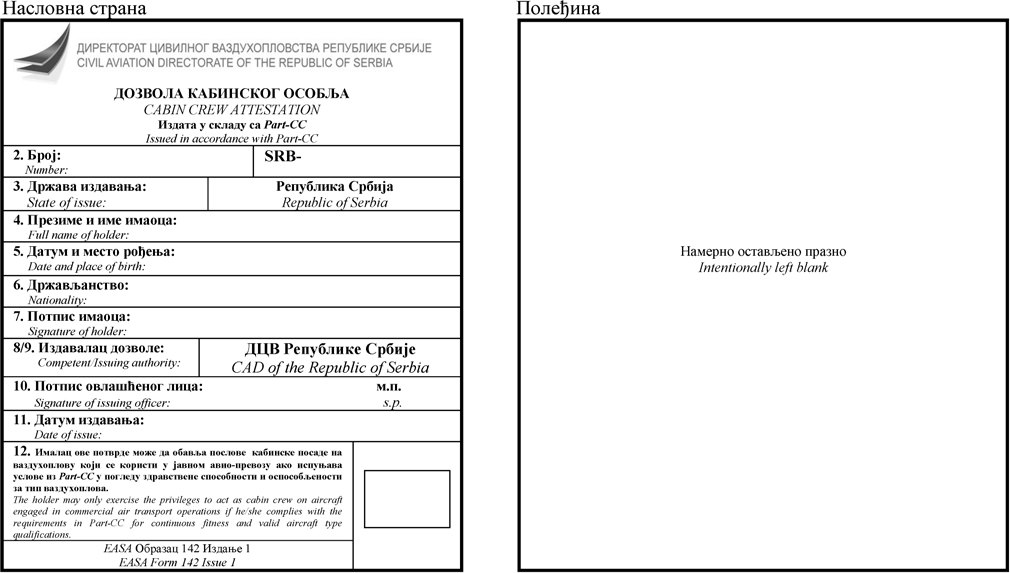 Насловна страна
ДИРЕКТОРАТ ЦИВИЛНОГ ВАЗДУХОПЛОВСТВА РЕПУБЛИКЕ СРБИЈЕ
CIVIL AVIATION DIRECTORATE OF THE REPUBLIC OF SERBIA
ДОЗВОЛА КАБИНСКОГ ОСОБЉА
CABIN CREW ATTESTATION
Издата у складу са Part-CC
Issued in accordance with Part-CC
2. Број: SRB-
Number:
3. Држава издавања: Република Србија
State of issue: Republic of Serbia
4. Презиме и име имаоца:
Full name of holder:
5. Датум и место рођења:
Date and place of birth:
6. Држављанство:
Nationality:
7. Потпис имаоца:
Signature of holder:
8/9. Издавалац дозволе: ДЦВ Републике Србије
Competent/Issuing authority: CAD of the Republic of Serbia
10. Потпис овлашћеног лица: м.п.
Signature of issuing officer: s.p.
11. Датум издавања:
Date of issue:
12. Ималац ове потврде може да обавља послове кабинске посаде на
ваздухоплову који се користи у јавном авио-превозу ако испуњава
услове из Part-CC у погледу здравствене способности и оспособљености
за тип ваздухоплова.
The holder may only exercise the privileges to act as cabin crew on aircraft
engaged in commercial air transport operations if he/she complies with the
requirements in Part-CC for continuous fitness and valid aircraft type
qualifications.
EASA Образац 142 Издање 1
EASA Form 142 Issue 1
Полеђина
Намерно остављено празно
Intentionally left blank